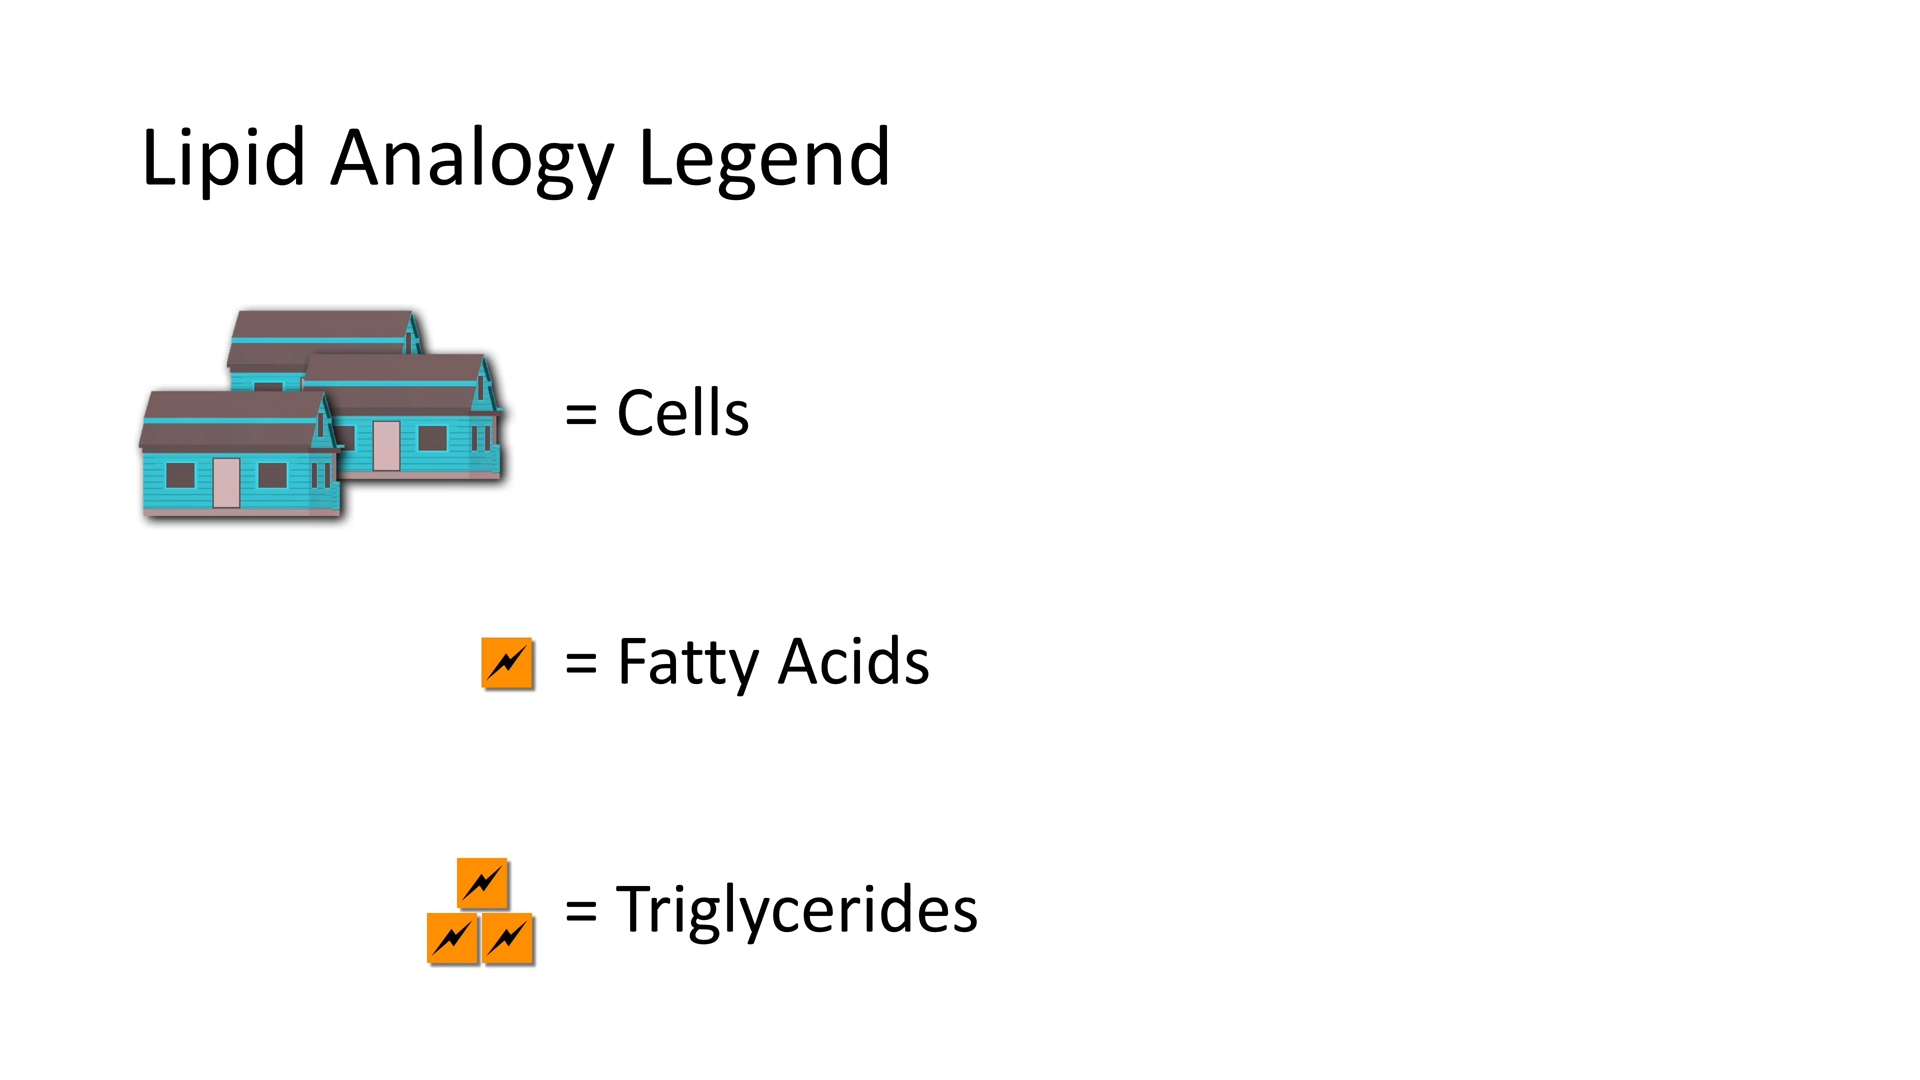 Lipid Analogy Legend
= Cells
= Fatty Acids
= Triglycerides